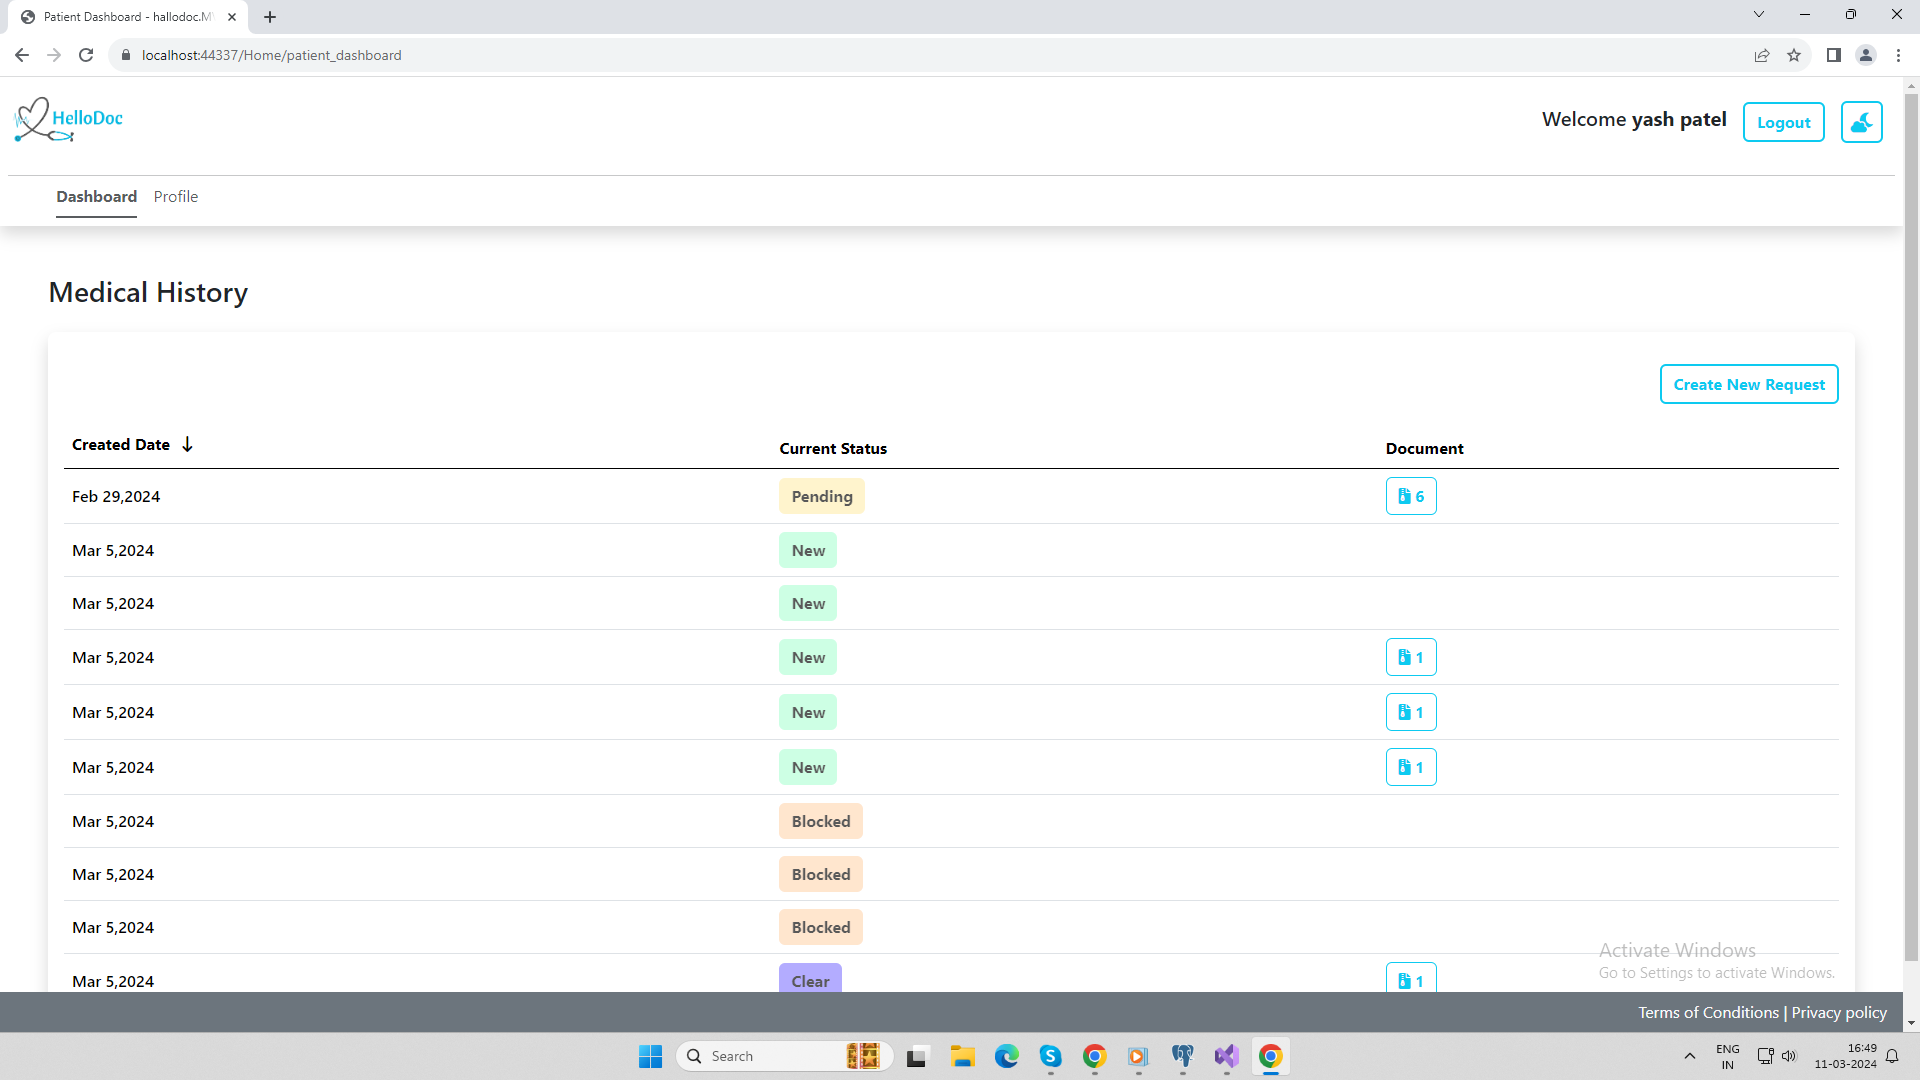 Patient Dashboard - hallodoc.M
localhost:44337/Home/patient_dashboard
HelloDoc
Welcome yash patel
Logout
Dashboard
Profile
Medical History
Create New Request
Created Date
Current Status
Document
Feb 29,2024
Pending
6
Mar 5,2024
New
Mar 5,2024
New
Mar 5,2024
New
1
Mar 5,2024
New
1
Mar 5,2024
New
1
Mar 5,2024
Blocked
Mar 5,2024
Blocked
Mar 5,2024
Blocked
Mar 5,2024
Clear
1
Activate Windows
Go to Settings to activate Windows.
Terms of Conditions | Privacy policy
Search
ENG
IN
16:49
11-03-2024